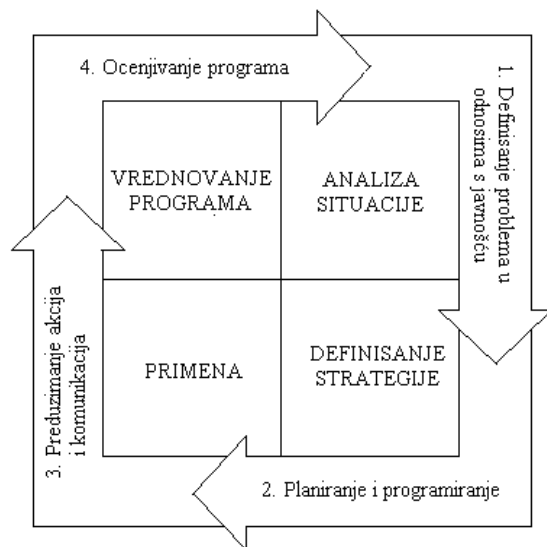 4. Ocenjivanje programa
1. Definisanje problema u
odnosima s javnošću
VREDNOVANJE
PROGRAMA
ANALIZA
SITUACIJE
3. Preduzimanje akcija
i komunikacija
PRIMENA
DEFINISANJE
STRATEGIJE
2. Planiranje i programiranje